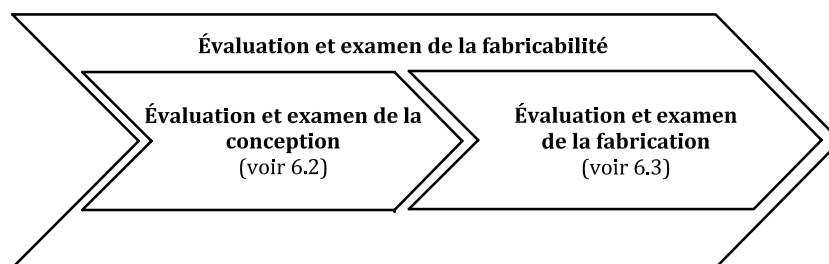 Évaluation et examen de la fabricabilité
Évaluation et examen de la
conception
(voir 6.2)
Évaluation et examen
de la fabrication
(voir 6.3)